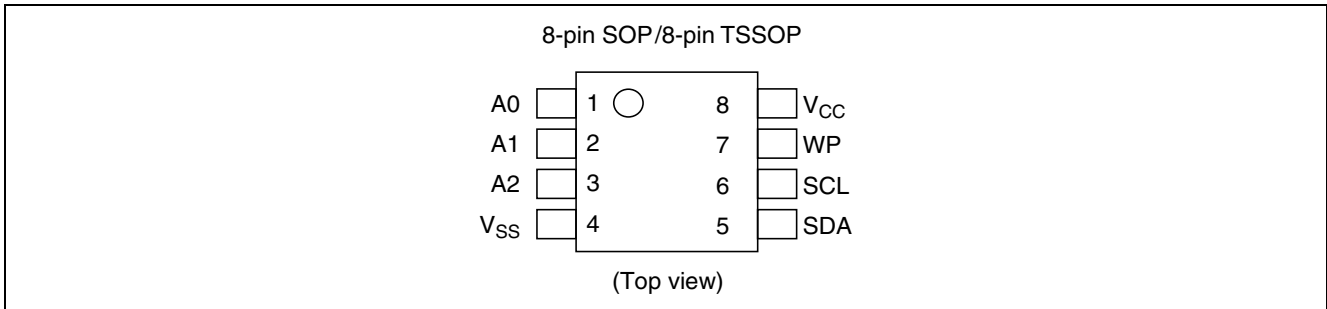 8-pin SOP/8-pin TSSOP
A0 1 8 VCC
A1 2 7 WP
A2 3 6 SCL
VSS 4 5 SDA
(Top view)